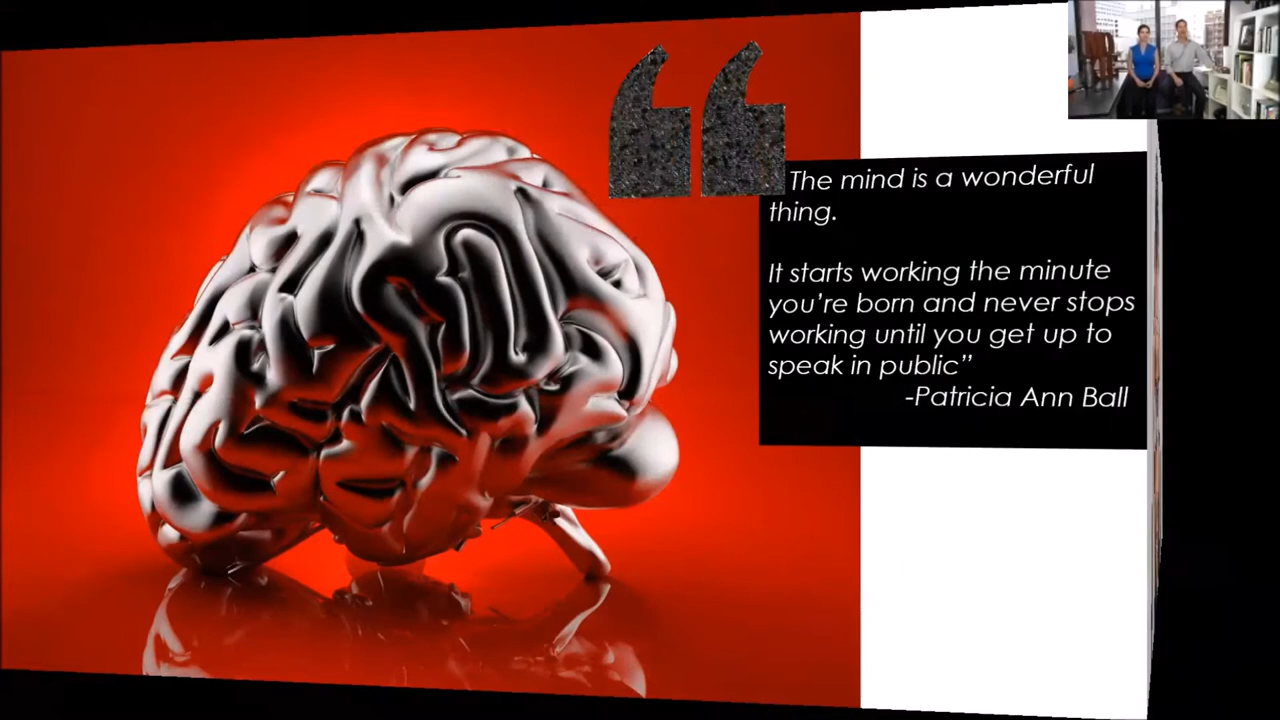 “
The mind is a wonderful
thing.
It starts working the minute
you’re born and never stops
working until you get up to
speak in public”
-Patricia Ann Ball